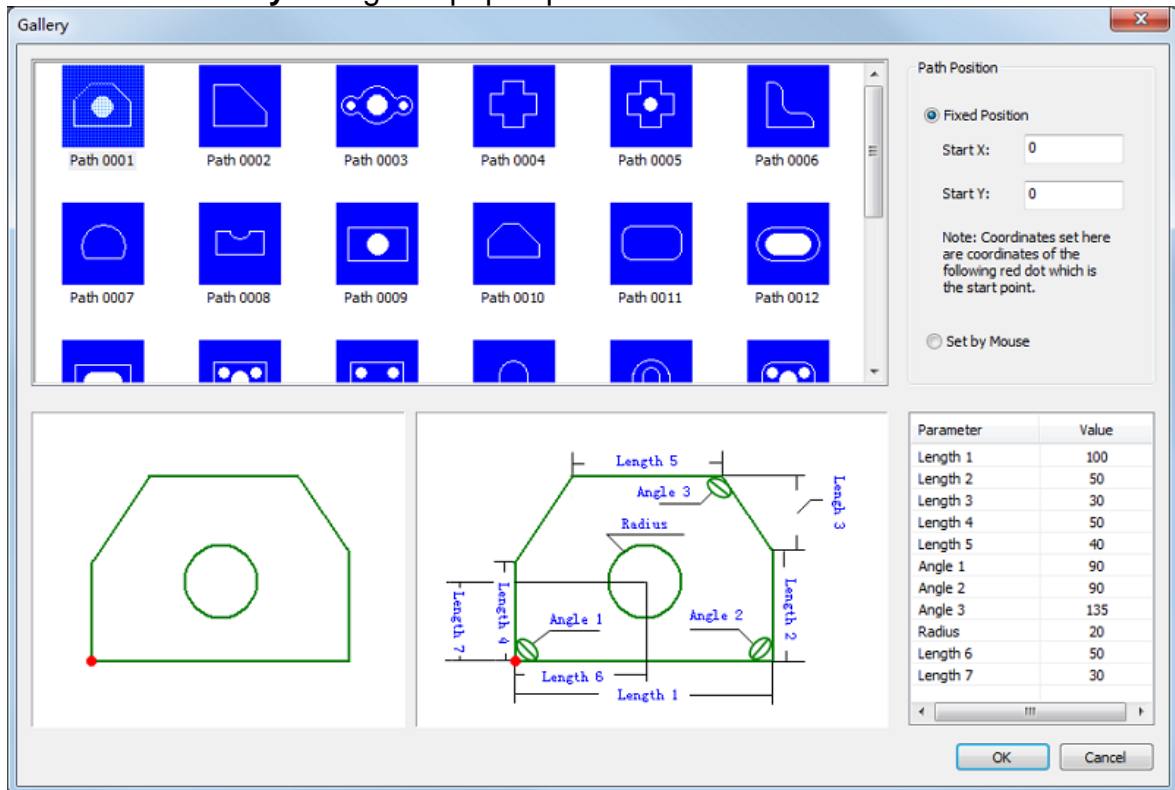 Gallery
Path 0001 Path 0002 Path 0003 Path 0004 Path 0005 Path 0006
Path 0007 Path 0008 Path 0009 Path 0010 Path 0011 Path 0012
Path Position
Fixed Position
Start X: 0
Start Y: 0
Note: Coordinates set here
are coordinates of the
following red dot which is
the start point.
Set by Mouse
Length 5
Angle 3
Lengh 3
Radius
Length 7
Length 4
Angle 1
Angle 2
Length 2
Length 6
Length 1
Parameter Value
Length 1 100
Length 2 50
Length 3 30
Length 4 50
Length 5 40
Angle 1 90
Angle 2 90
Angle 3 135
Radius 20
Length 6 50
Length 7 30
OK Cancel